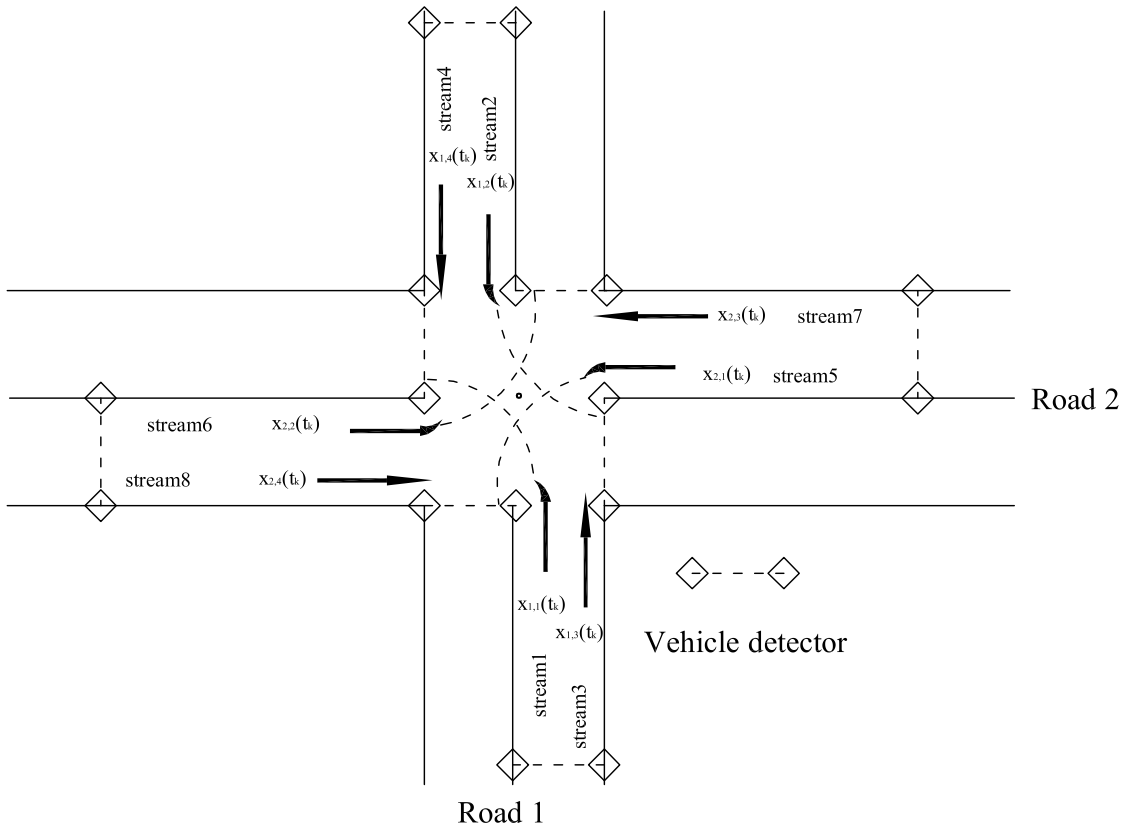 stream4
stream2
x1,4(tk)
x1,2(tk)
x2,3(tk)
stream7
x2,1(tk)
stream5
Road 2
stream6
x2,2(tk)
stream8
x2,4(tk)
x1,1(tk)
x1,3(tk)
Vehicle detector
stream1
stream3
Road 1